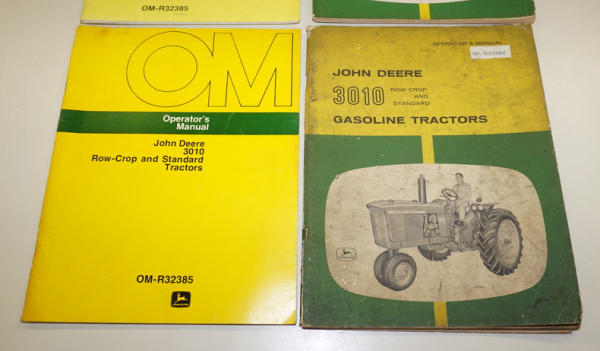 OM-R32385
OM
Operator's
Manual
John Deere
3010
Row-Crop and Standard
Tractors
OM-R32385
OPERATOR'S MANUAL
JOHN DEERE
3010
ROW CROP
AND
STANDARD
GASOLINE TRACTORS